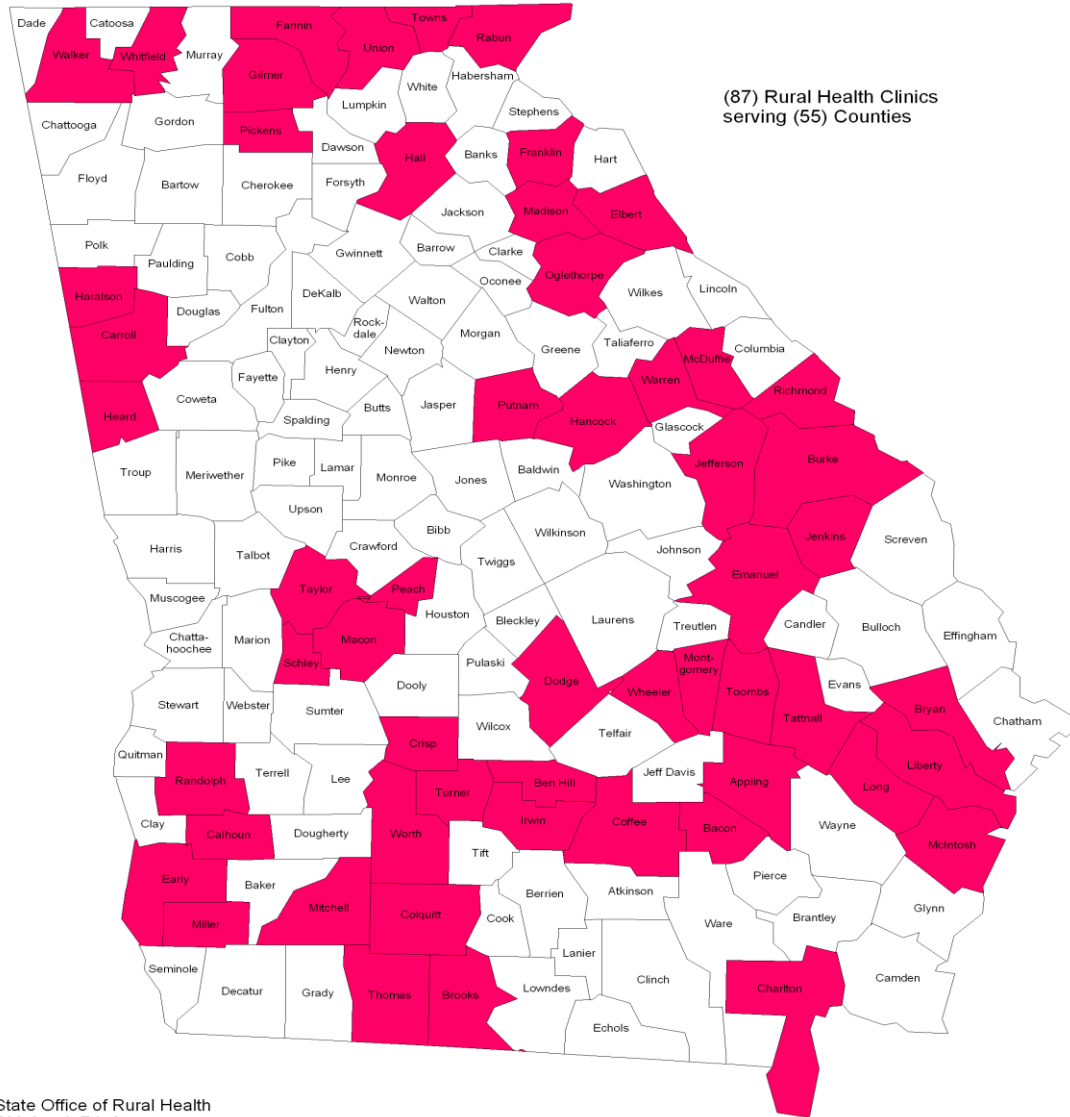 Dade
Catoosa
Walker
Whitfield
Murray
Fannin
Towns
Union
Rabun
Gilmer
Habersham
White
Lumpkin
Stephens
(87) Rural Health Clinics
serving (55) Counties
Chattooga
Gordon
Pickens
Dawson
Hall
Banks
Franklin
Hart
Floyd
Bartow
Cherokee
Forsyth
Jackson
Madison
Elbert
Polk
Paulding
Cobb
Gwinnett
Barrow
Clarke
Oconee
Oglethorpe
Haralson
Douglas
Fulton
DeKalb
Walton
Wilkes
Lincoln
Carroll
Clayton
Rock-
dale
Newton
Morgan
Greene
Taliaferro
McDuffie
Columbia
Heard
Coweta
Fayette
Henry
Spalding
Butts
Jasper
Putnam
Hancock
Warren
Richmond
Glascock
Troup
Meriwether
Pike
Lamar
Monroe
Jones
Baldwin
Washington
Jefferson
Burke
Upson
Harris
Talbot
Crawford
Bibb
Twiggs
Wilkinson
Johnson
Jenkins
Screven
Emanuel
Muscogee
Taylor
Peach
Houston
Bleckley
Laurens
Treutlen
Candler
Bulloch
Effingham
Chatta-
hoochee
Marion
Schley
Macon
Pulaski
Dodge
Wheeler
Mont-
gomery
Toombs
Tattnall
Evans
Bryan
Chatham
Stewart
Webster
Sumter
Dooly
Wilcox
Telfair
Quitman
Randolph
Terrell
Lee
Crisp
Turner
Ben Hill
Irwin
Jeff Davis
Coffee
Appling
Bacon
Long
Liberty
Wayne
McIntosh
Clay
Calhoun
Dougherty
Worth
Tift
Early
Baker
Mitchell
Colquitt
Berrien
Atkinson
Pierce
Miller
Cook
Ware
Brantley
Glynn
Seminole
Decatur
Grady
Thomas
Brooks
Lanier
Lowndes
Clinch
Echols
Charlton
Camden
State Office of Rural Health